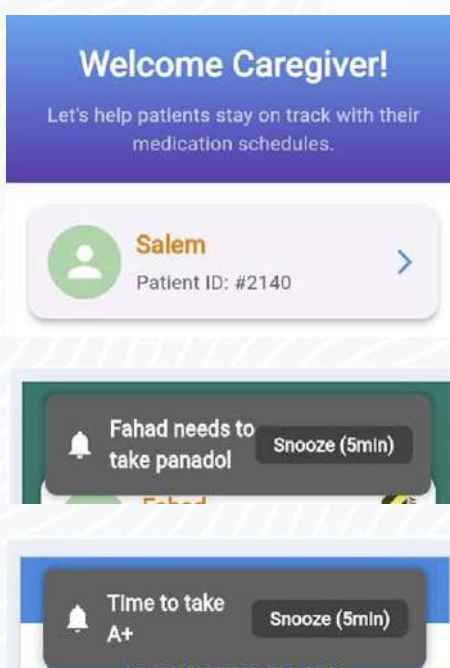 Welcome Caregiver!
Let's help patients stay on track with their
medication schedules.
Salem
Patient ID: #2140
Fahad needs to
take panadol
Snooze (5min)
Fahad
Time to take
A+
Snooze (5min)